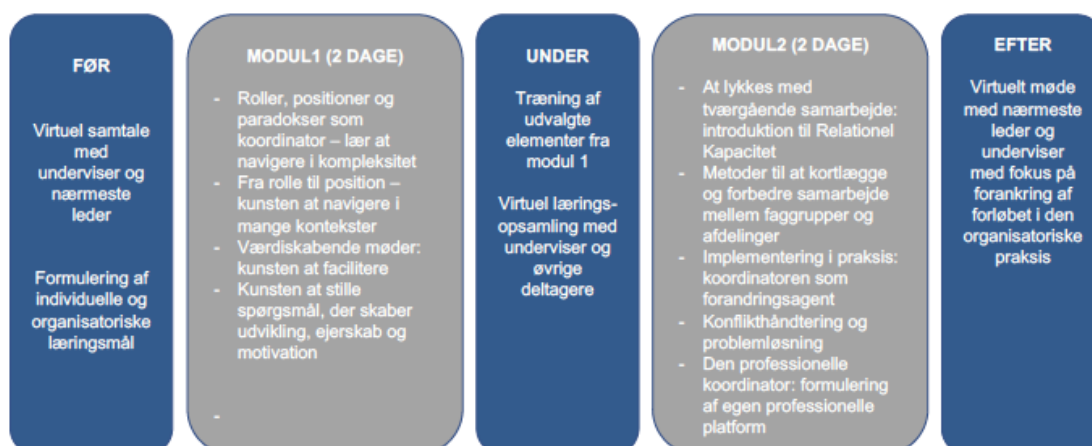 FØR
Virtuel samtale
med
underviser og
nærmeste
leder
Formulering af
individuelle og
organisatoriske
læringsmål
MODUL1 (2 DAGE)
- Roller, positioner og
paradokser som
koordinator – lær at
navigere i kompleksitet
- Fra rolle til position –
kunsten at navigere i
mange kontekster
- Værdiskabende møder:
kunsten at facilitere
- Kunsten at stille
spørgsmål, der skaber
udvikling, ejerskab og
motivation
-
UNDER
Træning af
udvalgte
elementer fra
modul 1
Virtuel lærings-
opsamling med
underviser og
øvrige
deltagere
MODUL2 (2 DAGE)
- At lykkes med
tværgående samarbejde:
introduktion til Relationel
Kapacitet
- Metoder til at kortlægge
og forbedre samarbejde
mellem faggrupper og
afdelinger
- Implementering i praksis:
koordinatoren som
forandringsagent
- Konflikthåndtering og
problemløsning
- Den professionelle
koordinator: formulering
af egen professionelle
platform
EFTER
Virtuelt møde
med nærmeste
leder og
underviser
med fokus på
forankring af
forløbet i den
organisatoriske
praksis